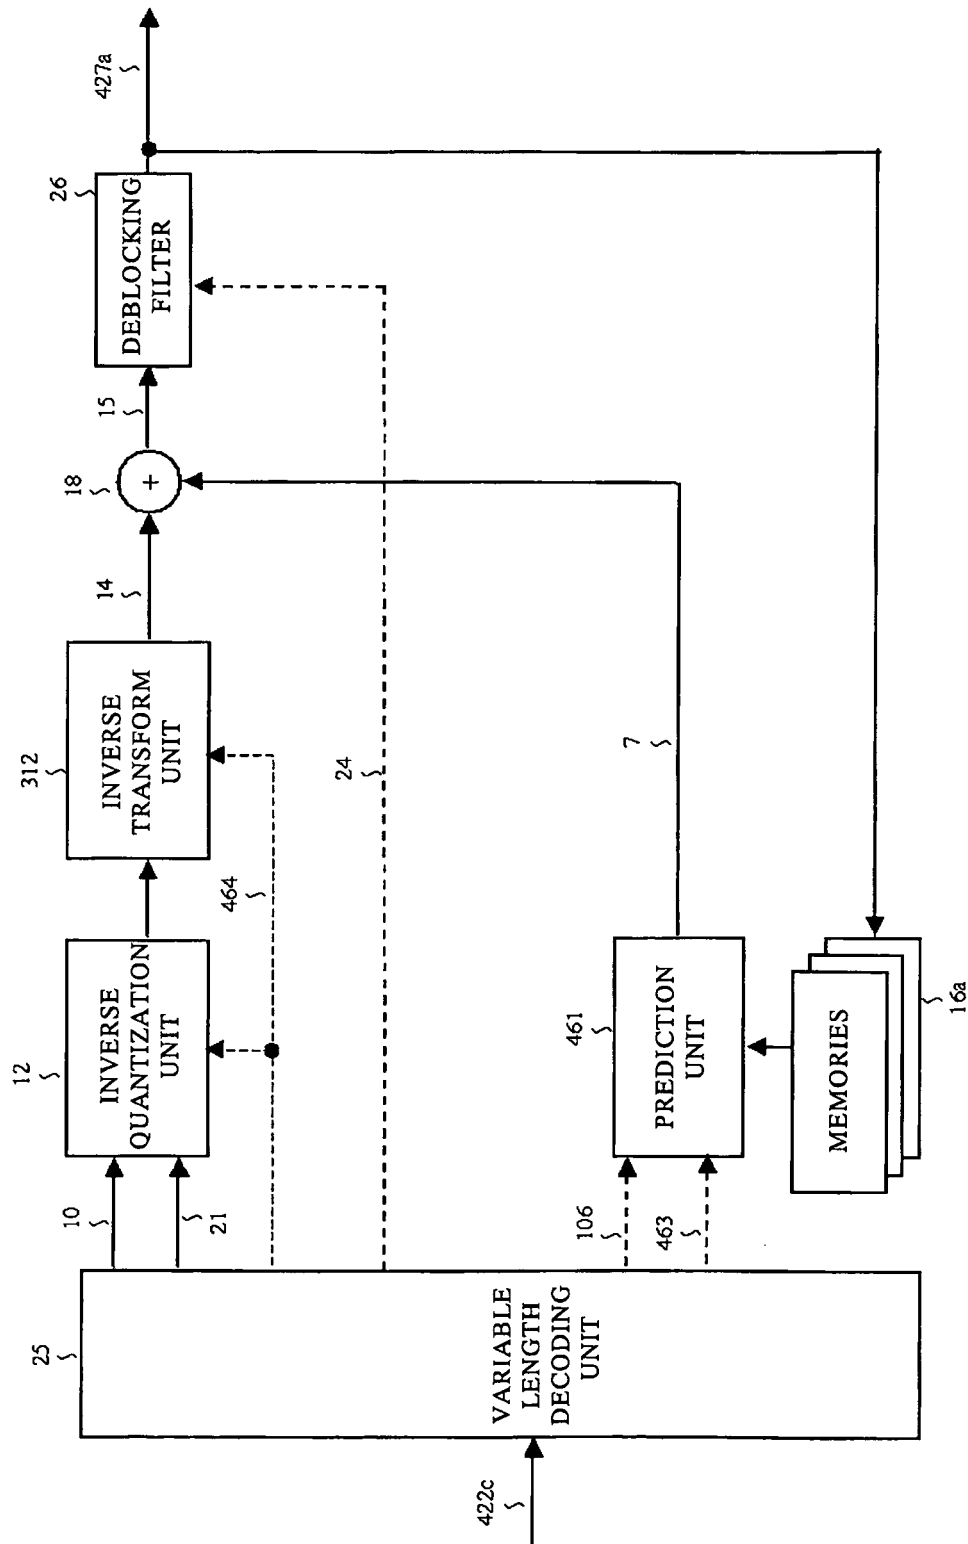 422c
25
VARIABLE
LENGTH
DECODING
UNIT
10
21
12
INVERSE
QUANTIZATION
UNIT
464
312
INVERSE
TRANSFORM
UNIT
14
18
+
15
26
DEBLOCKING
FILTER
427a
24
106
463
461
PREDICTION
UNIT
7
MEMORIES
16a